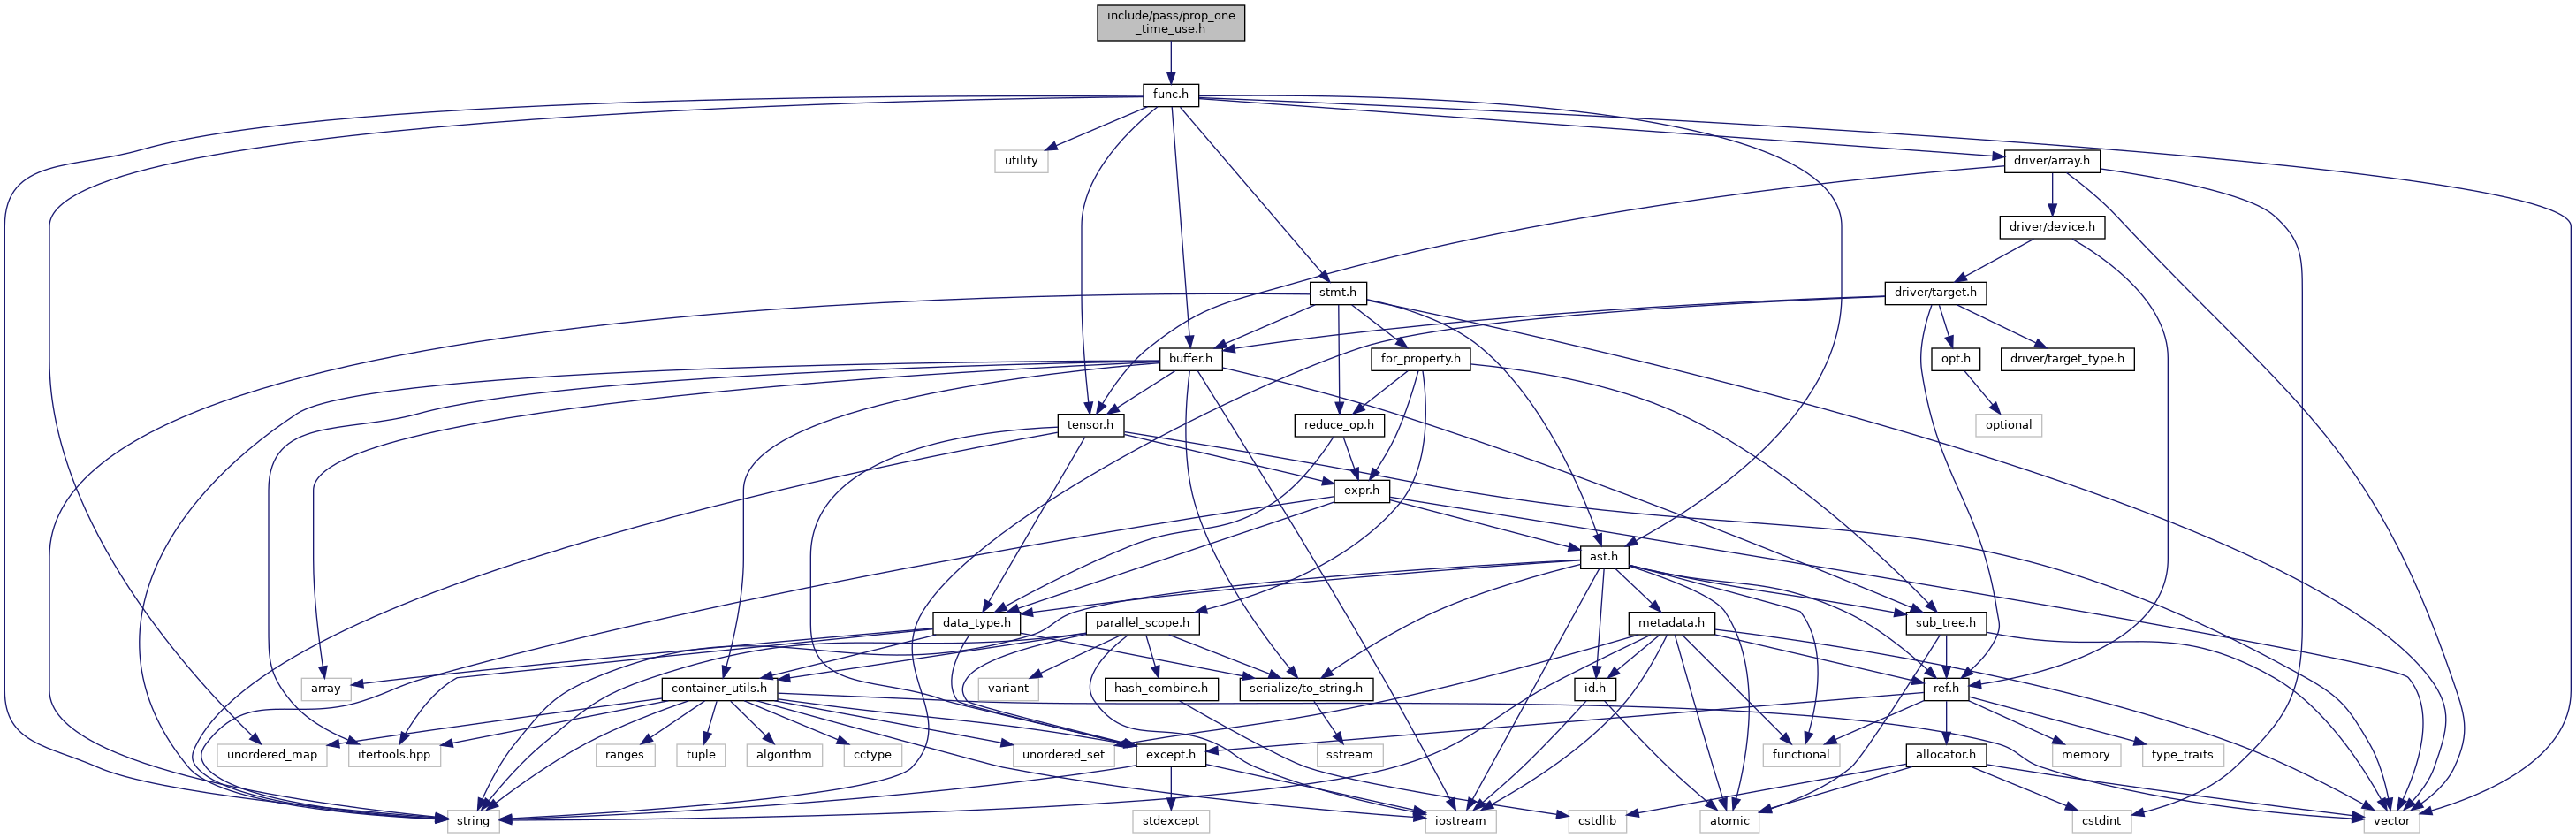 include/pass/prop_one
_time_use.h
func.h
utility
driver/array.h
driver/device.h
stmt.h
driver/target.h
buffer.h
for_property.h
opt.h
driver/target_type.h
tensor.h
reduce_op.h
optional
expr.h
ast.h
data_type.h
parallel_scope.h
metadata.h
sub_tree.h
array
container_utils.h
variant
hash_combine.h
serialize/to_string.h
id.h
ref.h
unordered_map
itertools.hpp
ranges
tuple
algorithm
cctype
unordered_set
except.h
sstream
functional
allocator.h
memory
type_traits
string
stdexcept
iostream
cstdlib
atomic
cstdint
vector